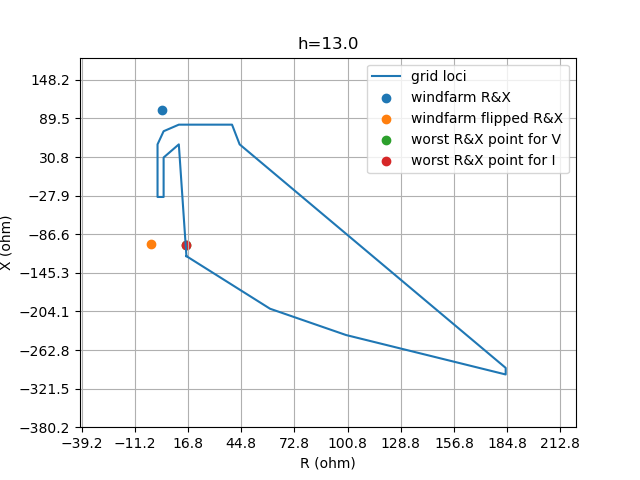 h=13.0
grid loci
windfarm R&X
windfarm flipped R&X
worst R&X point for V
worst R&X point for I
148.2
89.5
30.8
−27.9
−86.6
−145.3
−204.1
−262.8
−321.5
−380.2
X (ohm)
−39.2 −11.2 16.8 44.8 72.8 100.8 128.8 156.8 184.8 212.8
R (ohm)